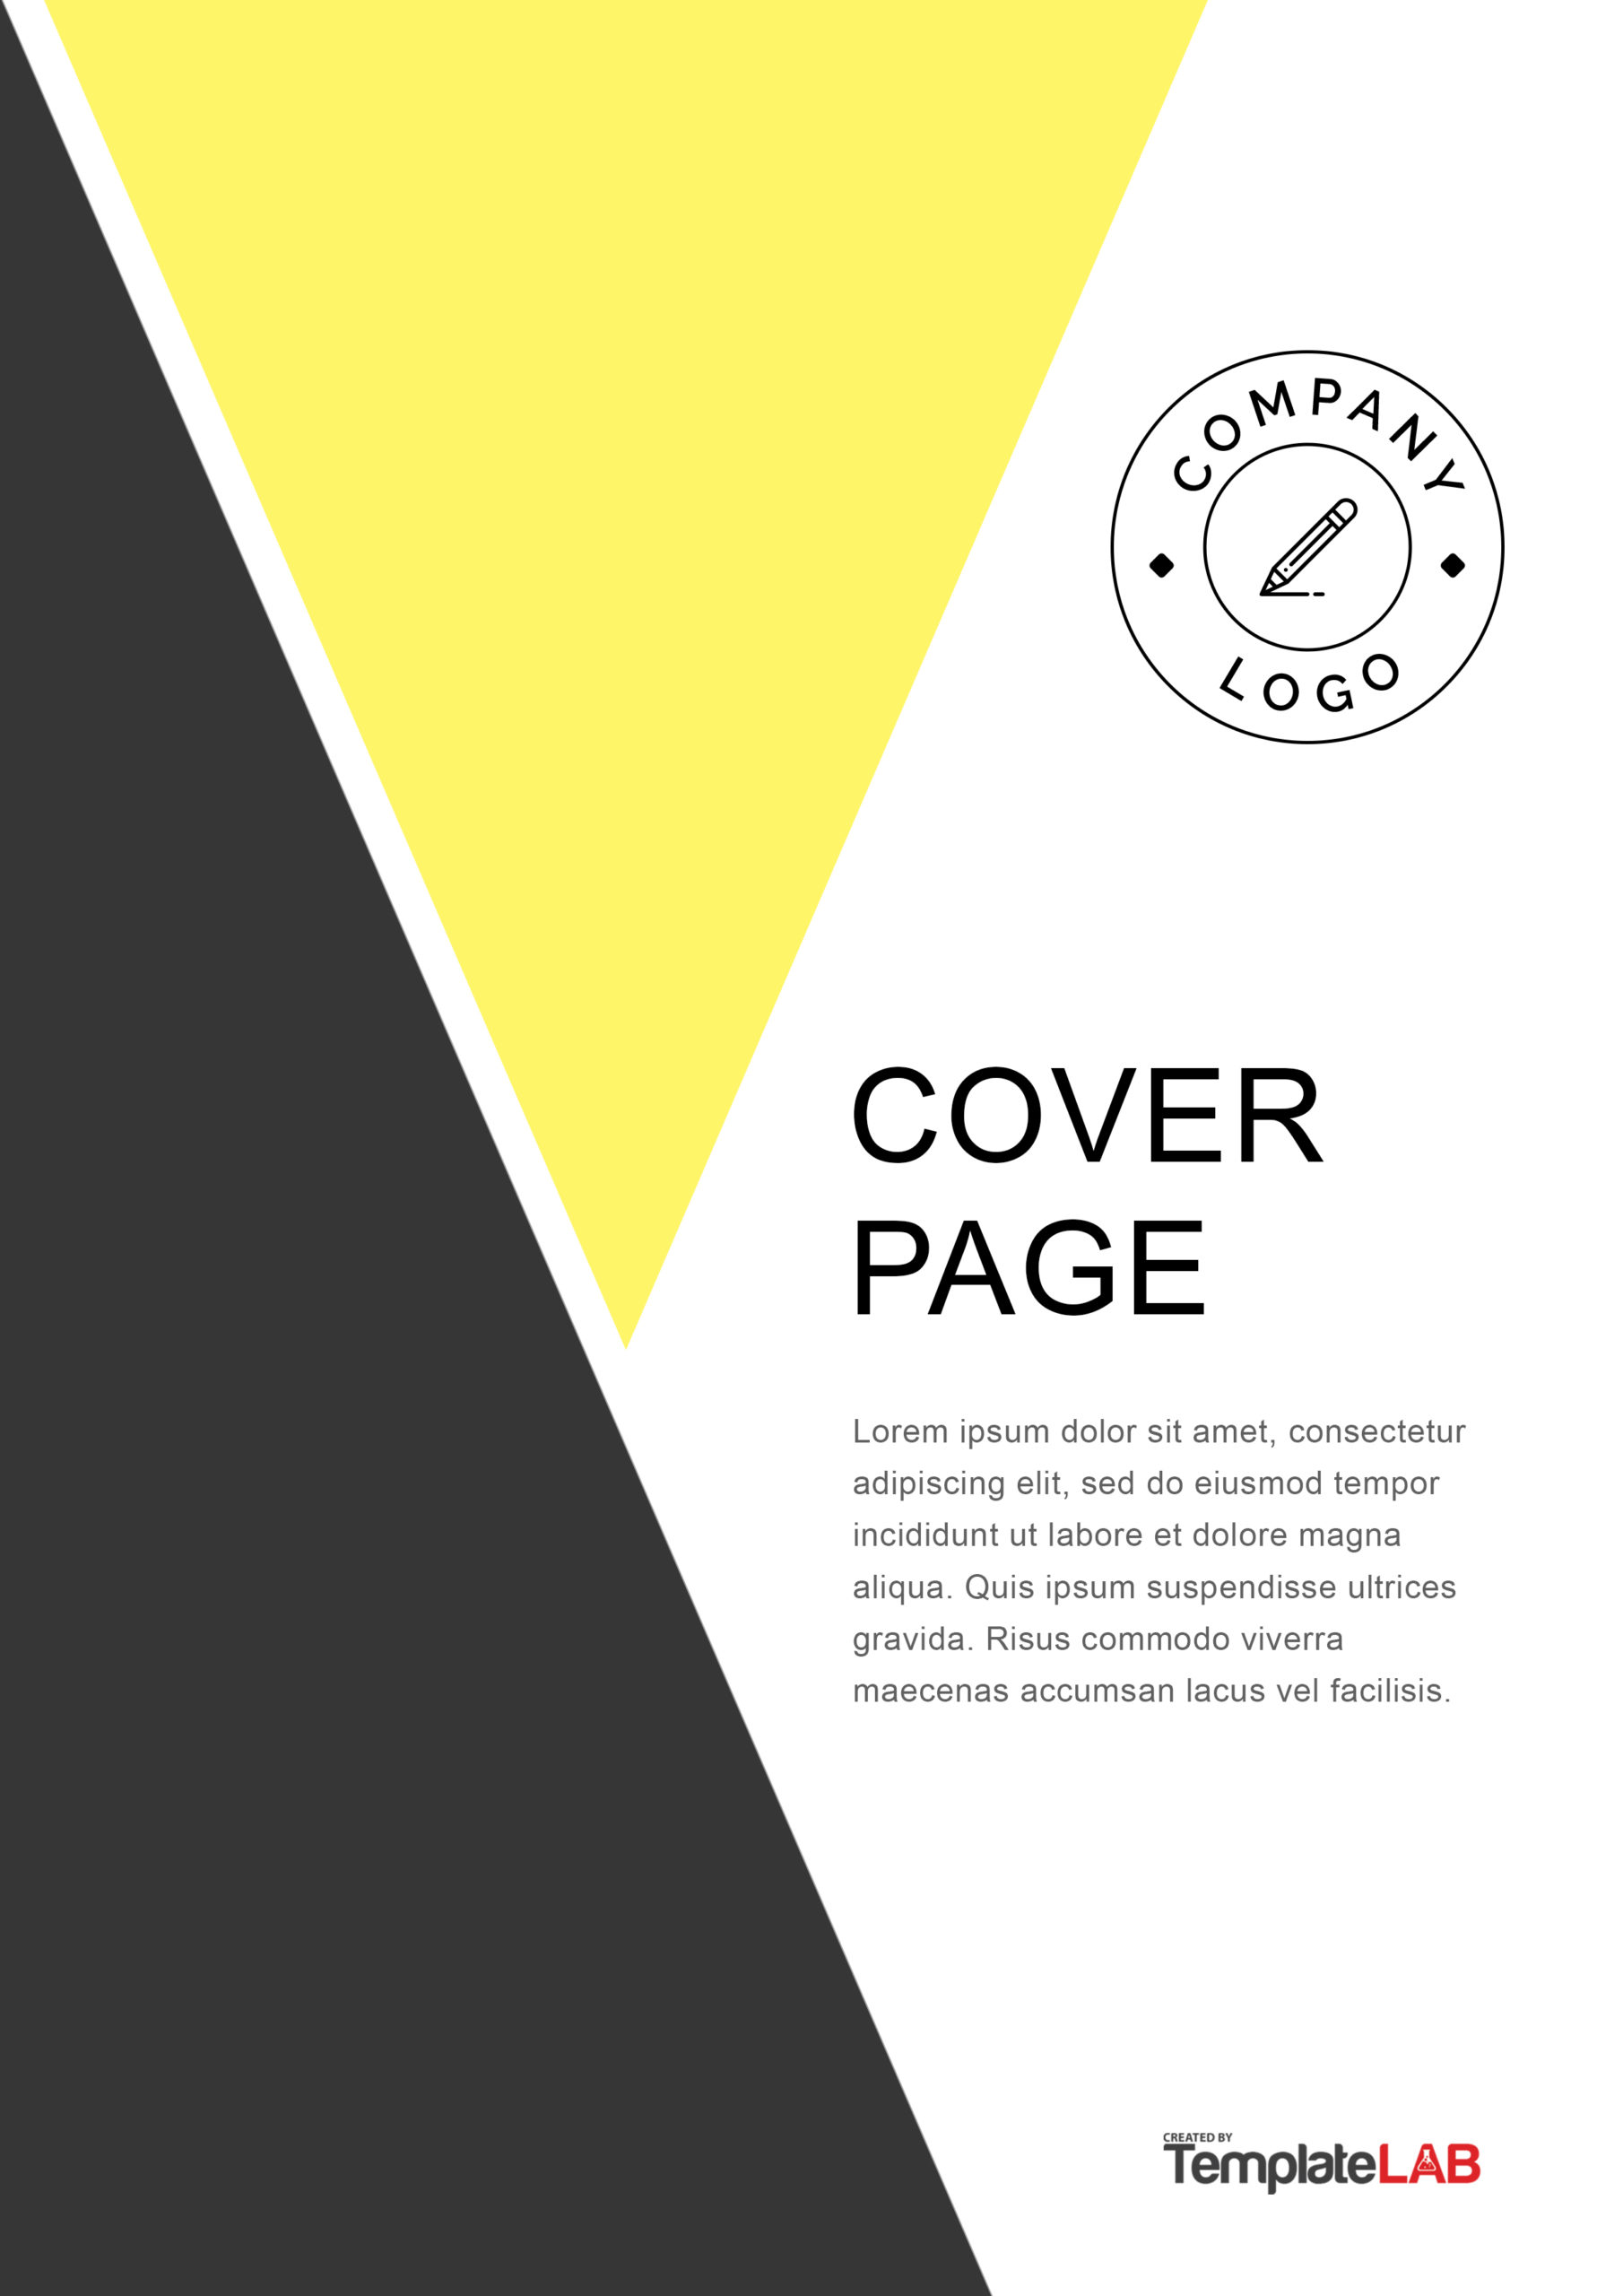 COMPANY
LOGO
COVER
PAGE
Lorem ipsum dolor sit amet, consectetur
adipiscing elit, sed do eiusmod tempor
incididunt ut labore et dolore magna
aliqua. Quis ipsum suspendisse ultrices
gravida. Risus commodo viverra
maecenas accumsan lacus vel facilisis.
CREATED BY
TemplateLAB